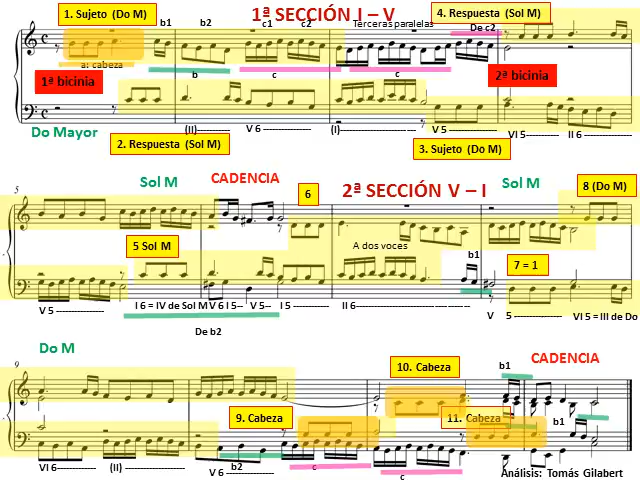 1. Sujeto (Do M)
b1
b2
1ª SECCIÓN I – V
c1
c2
Terceras paralelas
4. Respuesta (Sol M)
De c2
a: cabeza
1ª bicinia
b
c
c
2ª bicinia
Do Mayor
(II)
V 6
(I)
V 5
VI 5
II 6
2. Respuesta (Sol M)
3. Sujeto (Do M)
5
Sol M
CADENCIA
6
2ª SECCIÓN V – I
Sol M
8 (Do M)
5 Sol M
A dos voces
b1
7 = 1
V 5
I 6 = IV de Sol M
V 6
I 5
V 5
I 5
II 6
V
5
VI 5 = III de Do
De b2
Do M
9
10. Cabeza
b1
CADENCIA
9. Cabeza
11. Cabeza
b1
VI 6
(II)
V 6
b2
c
c
Análisis: Tomás Gilabert